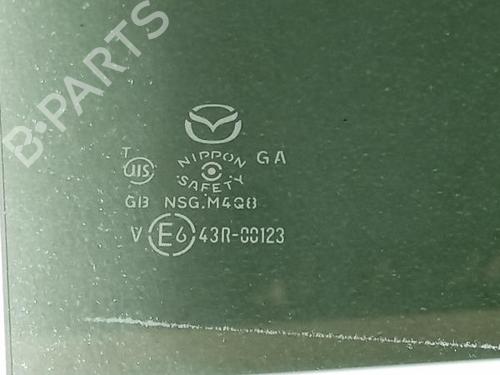 B-PARTS
T JIS NIPPON SAFETY GA
GB NSG.M4Q8
V E6 43R-00123